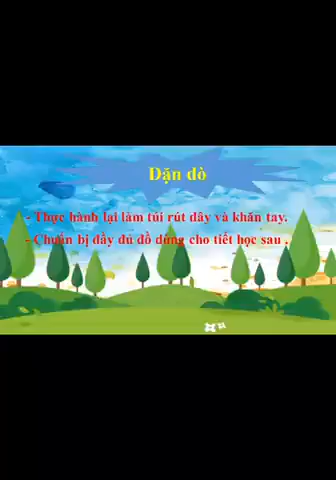 Dặn dò
- Thực hành lại làm túi rút dây và khăn tay.
- Chuẩn bị đầy đủ đồ dùng cho tiết học sau .